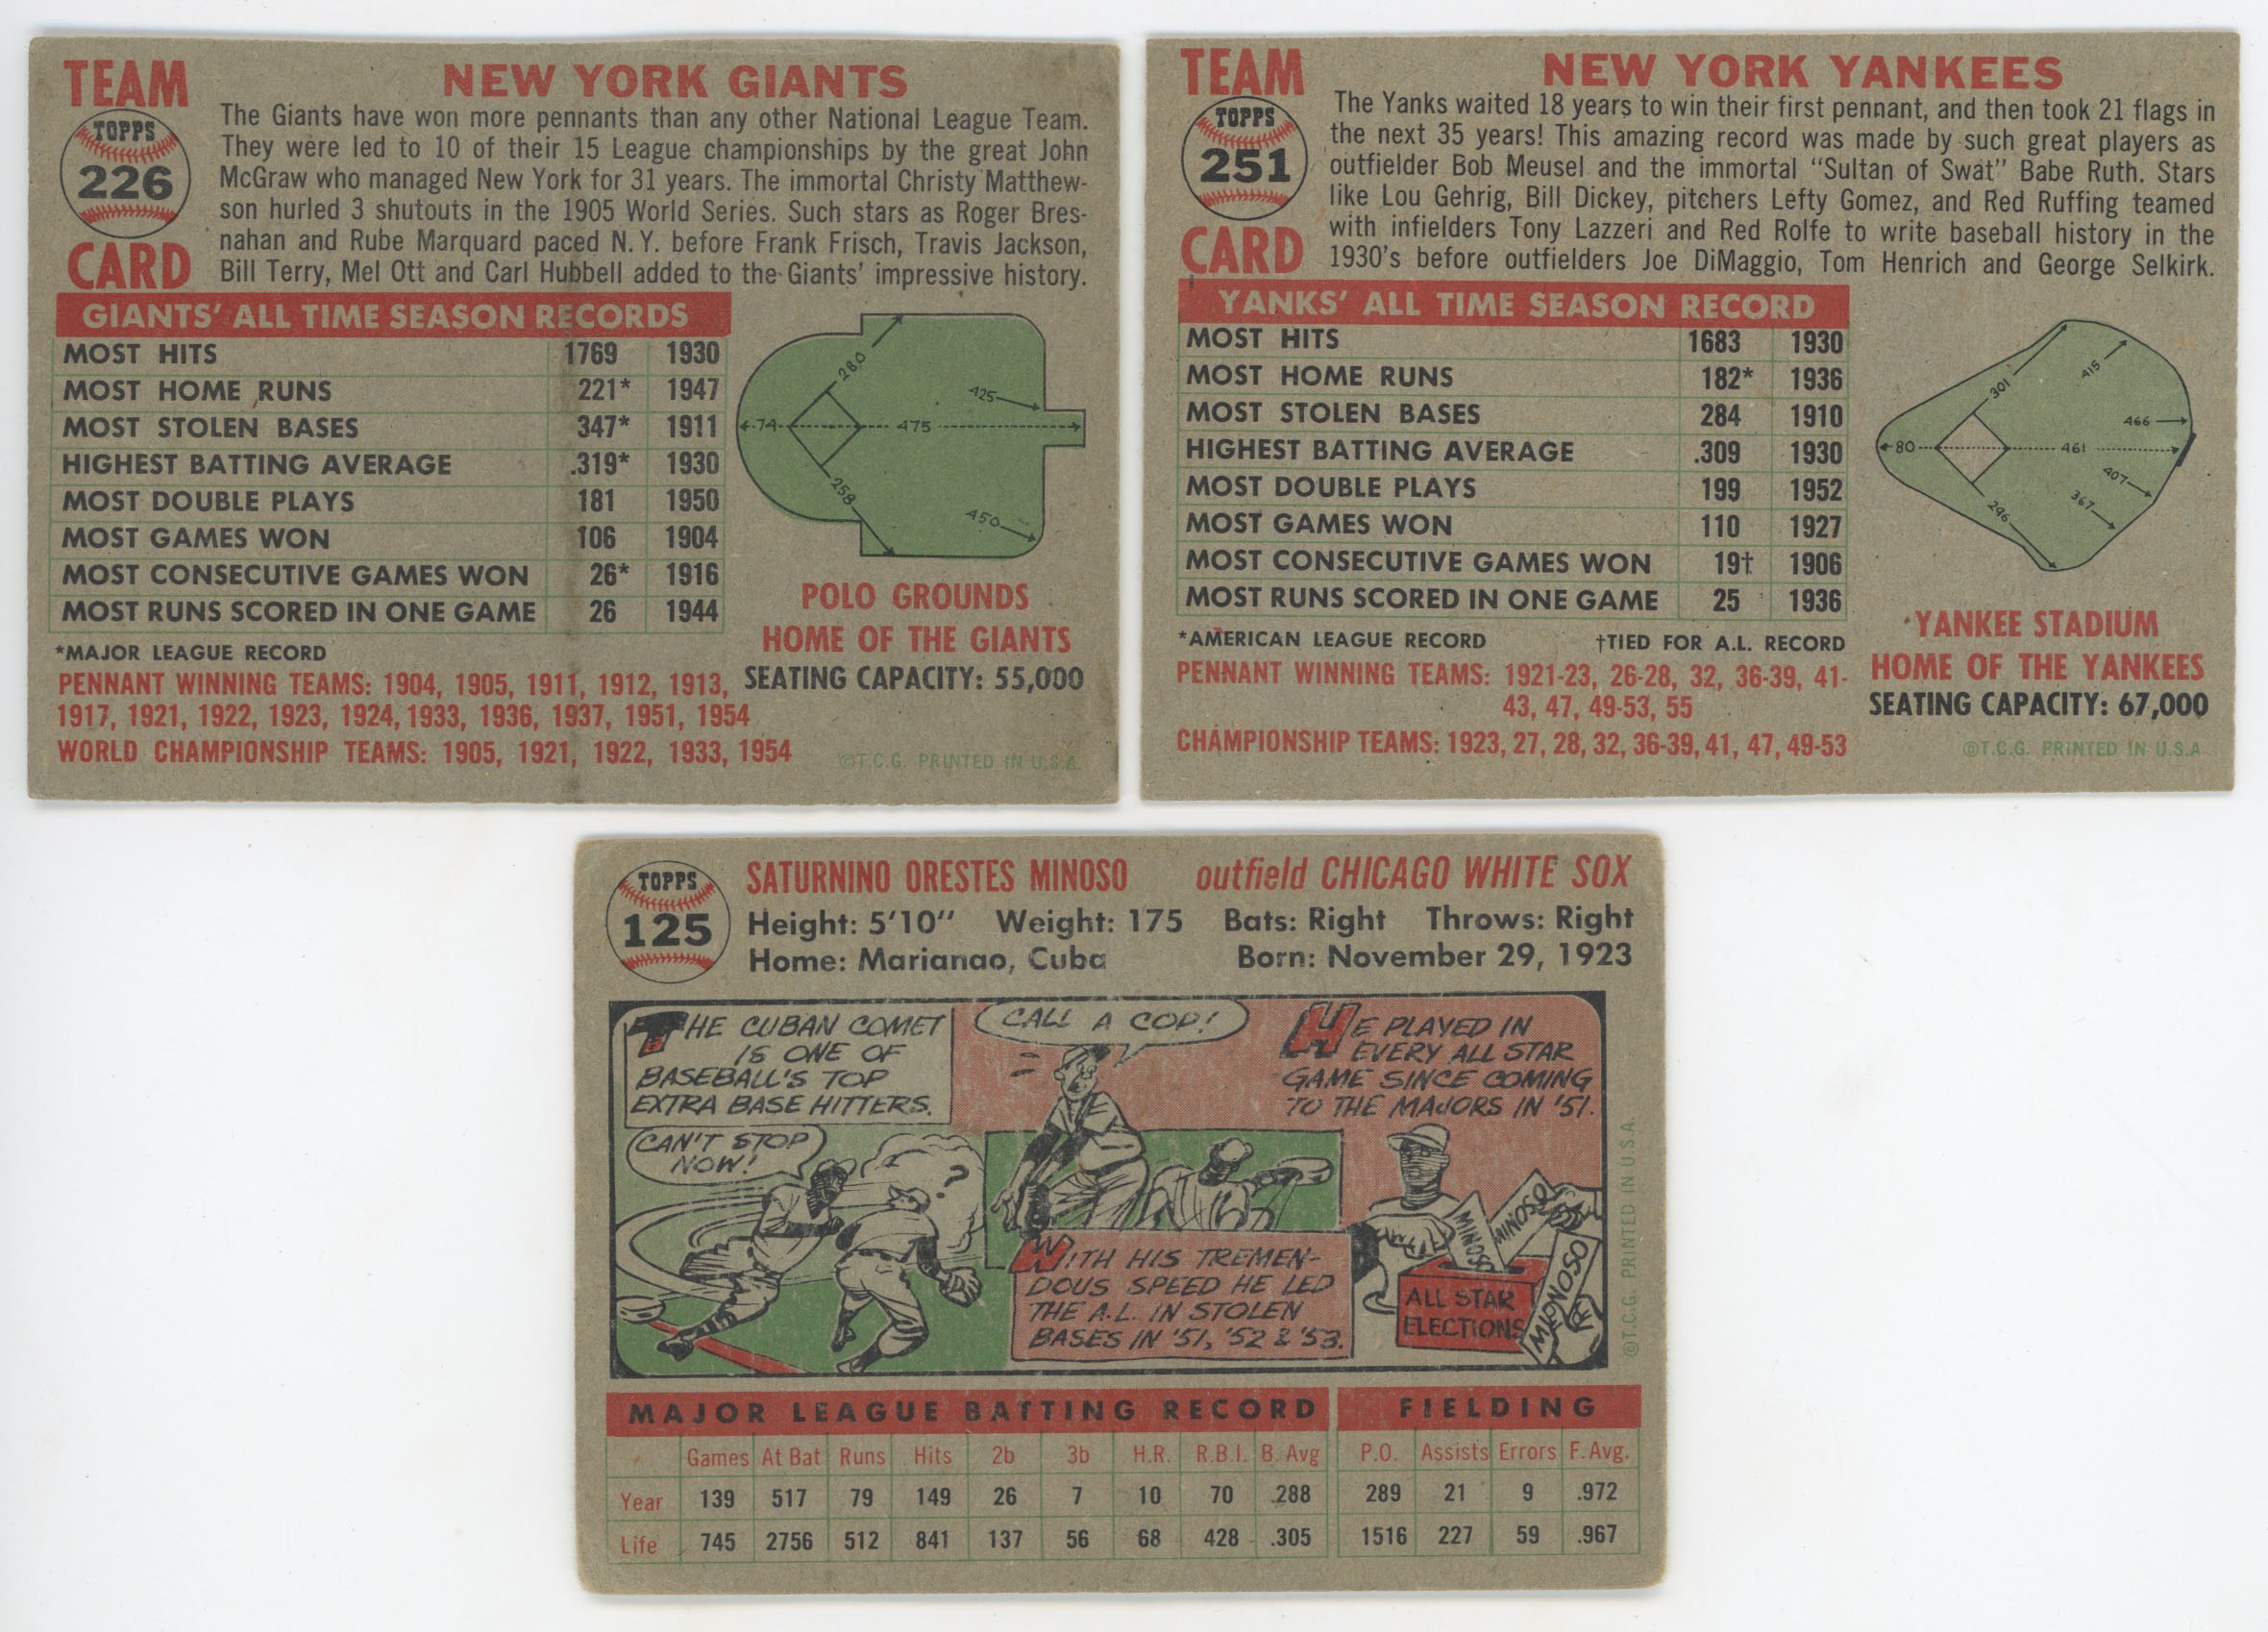 TEAM
TOPPS
226
CARD
NEW YORK GIANTS
The Giants have won more pennants than any other National League Team.
They were led to 10 of their 15 League championships by the great John
McGraw who managed New York for 31 years. The immortal Christy Matthew-
son hurled 3 shutouts in the 1905 World Series. Such stars as Roger Bres-
nahan and Rube Marquard paced N. Y. before Frank Frisch, Travis Jackson,
Bill Terry, Mel Ott and Carl Hubbell added to the Giants' impressive history.
GIANTS' ALL TIME SEASON RECORDS
MOST HITS 1769 1930
MOST HOME RUNS 221* 1947
MOST STOLEN BASES 347* 1911
HIGHEST BATTING AVERAGE .319* 1930
MOST DOUBLE PLAYS 181 1950
MOST GAMES WON 106 1904
MOST CONSECUTIVE GAMES WON 26* 1916
MOST RUNS SCORED IN ONE GAME 26 1944
*MAJOR LEAGUE RECORD
PENNANT WINNING TEAMS: 1904, 1905, 1911, 1912, 1913,
1917, 1921, 1922, 1923, 1924, 1933, 1936, 1937, 1951, 1954
WORLD CHAMPIONSHIP TEAMS: 1905, 1921, 1922, 1933, 1954
280
425
74
475
258
450
POLO GROUNDS
HOME OF THE GIANTS
SEATING CAPACITY: 55,000
©T.C.G. PRINTED IN U.S.A.
TEAM
TOPPS
251
CARD
NEW YORK YANKEES
The Yanks waited 18 years to win their first pennant, and then took 21 flags in
the next 35 years! This amazing record was made by such great players as
outfielder Bob Meusel and the immortal "Sultan of Swat" Babe Ruth. Stars
like Lou Gehrig, Bill Dickey, pitchers Lefty Gomez, and Red Ruffing teamed
with infielders Tony Lazzeri and Red Rolfe to write baseball history in the
1930's before outfielders Joe DiMaggio, Tom Henrich and George Selkirk.
YANKS' ALL TIME SEASON RECORD
MOST HITS 1683 1930
MOST HOME RUNS 182* 1936
MOST STOLEN BASES 284 1910
HIGHEST BATTING AVERAGE .309 1930
MOST DOUBLE PLAYS 199 1952
MOST GAMES WON 110 1927
MOST CONSECUTIVE GAMES WON 19† 1906
MOST RUNS SCORED IN ONE GAME 25 1936
*AMERICAN LEAGUE RECORD †TIED FOR A.L. RECORD
PENNANT WINNING TEAMS: 1921-23, 26-28, 32, 36-39, 41-
43, 47, 49-53, 55
CHAMPIONSHIP TEAMS: 1923, 27, 28, 32, 36-39, 41, 47, 49-53
301
415
466
80
461
407
367
296
YANKEE STADIUM
HOME OF THE YANKEES
SEATING CAPACITY: 67,000
©T.C.G. PRINTED IN U.S.A
TOPPS
125
SATURNINO ORESTES MINOSO outfield CHICAGO WHITE SOX
Height: 5'10" Weight: 175 Bats: Right Throws: Right
Home: Marianao, Cuba Born: November 29, 1923
THE CUBAN COMET
IS ONE OF
BASEBALL'S TOP
EXTRA BASE HITTERS.
CAN'T STOP
NOW!
?
CALL A COP!
WITH HIS TREMEN-
DOUS SPEED HE LED
THE A.L. IN STOLEN
BASES IN '51, '52 & '53.
HE PLAYED IN
EVERY ALL STAR
GAME SINCE COMING
TO THE MAJORS IN '51.
MINOSO
MINOSO
MINOSO
ALL STAR
ELECTIONS
©T.C.G. PRINTED IN U.S.A.
MAJOR LEAGUE BATTING RECORD FIELDING
Games At Bat Runs Hits 2b 3b H.R. R.B.I. B. Avg P.O. Assists Errors F. Avg.
Year 139 517 79 149 26 7 10 70 .288 289 21 9 .972
Life 745 2756 512 841 137 56 68 428 .305 1516 227 59 .967